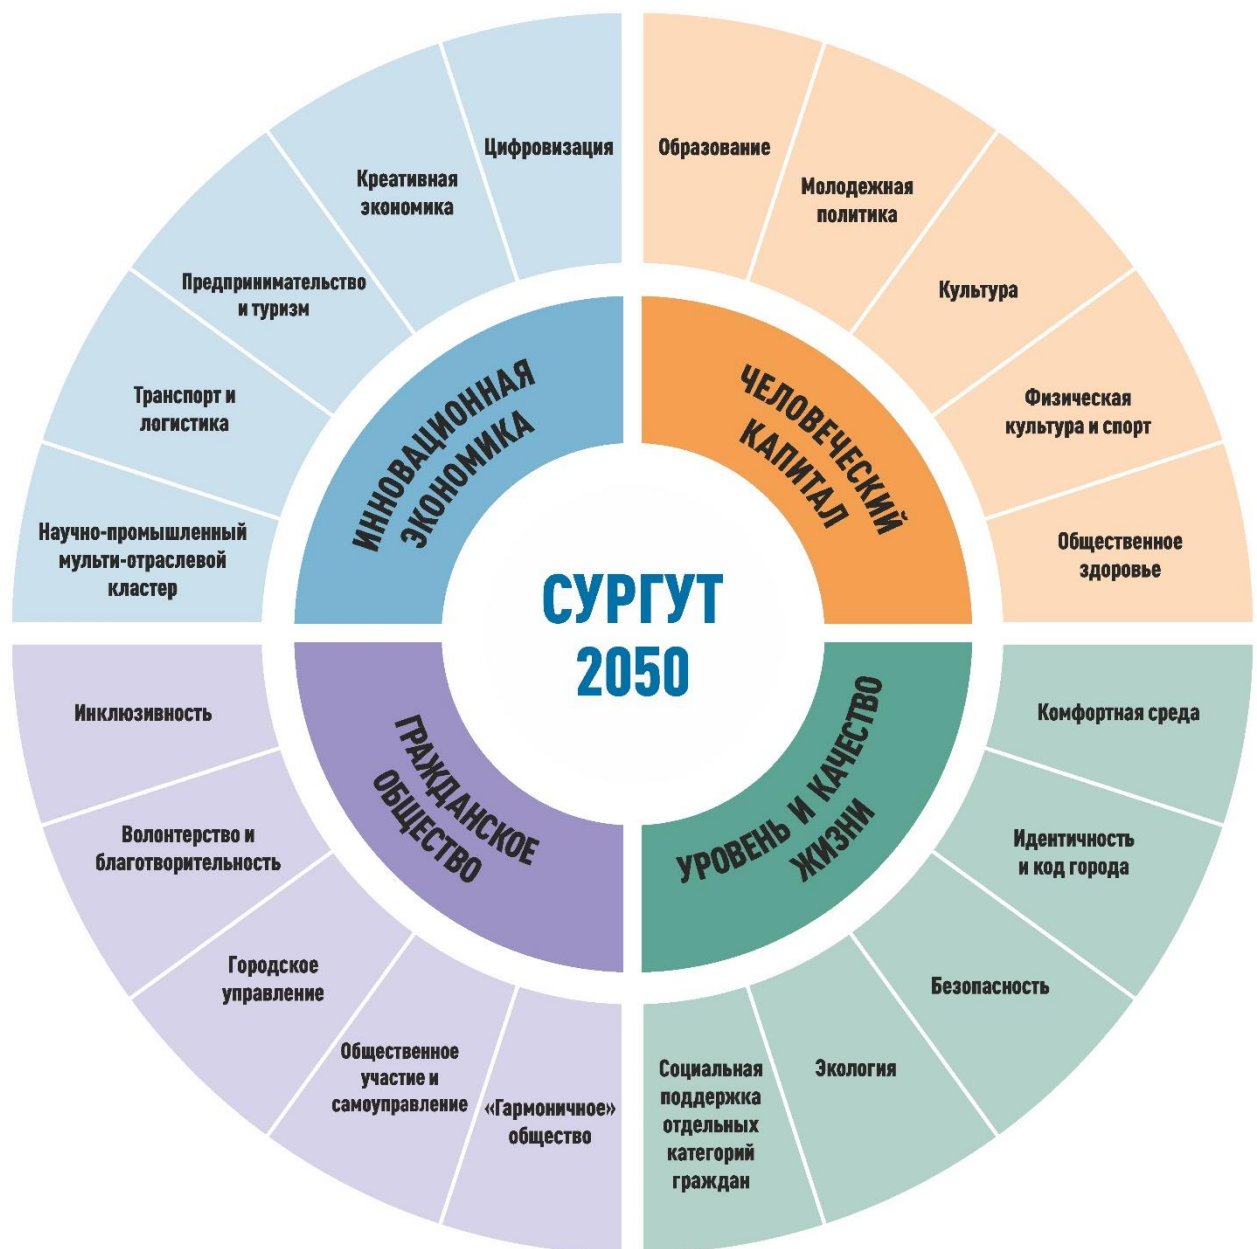 СУРГУТ
2050
ИННОВАЦИОННАЯ
ЭКОНОМИКА
Научно-промышленный
мульти-отраслевой
кластер
Транспорт и
логистика
Предпринимательство
и туризм
Креативная
экономика
Цифровизация
ЧЕЛОВЕЧЕСКИЙ
КАПИТАЛ
Образование
Молодежная
политика
Культура
Физическая
культура и спорт
Общественное
здоровье
УРОВЕНЬ И КАЧЕСТВО
ЖИЗНИ
Комфортная среда
Идентичность
и код города
Безопасность
Экология
Социальная
поддержка
отдельных
категорий
граждан
ГРАЖДАНСКОЕ
ОБЩЕСТВО
«Гармоничное»
общество
Общественное
участие и
самоуправление
Городское
управление
Волонтерство и
благотворительность
Инклюзивность